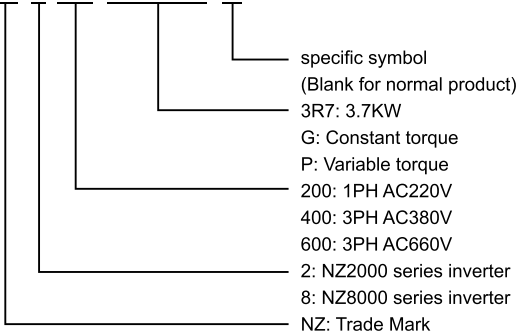 specific symbol
(Blank for normal product)
3R7: 3.7KW
G: Constant torque
P: Variable torque
200: 1PH AC220V
400: 3PH AC380V
600: 3PH AC660V
2: NZ2000 series inverter
8: NZ8000 series inverter
NZ: Trade Mark